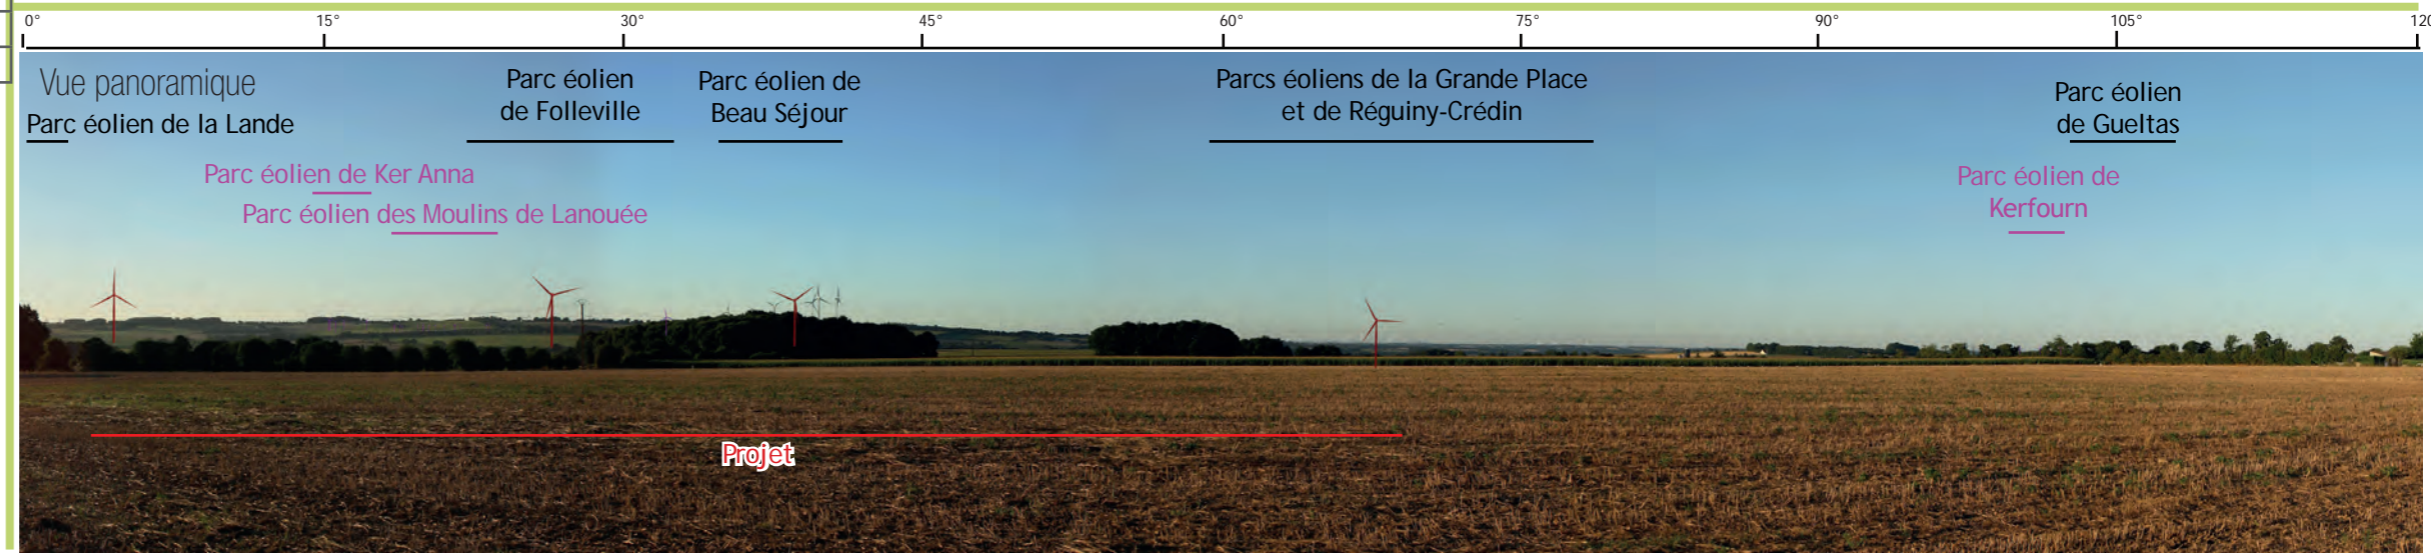 0° 15° 30° 45° 60° 75° 90° 105° 120
Vue panoramique
Parc éolien de la Lande
Parc éolien
de Folleville
Parc éolien de
Beau Séjour
Parcs éoliens de la Grande Place
et de Réguiny-Crédin
Parc éolien
de Gueltas
Parc éolien de Ker Anna
Parc éolien des Moulins de Lanouée
Parc éolien de
Kerfourn
Projet